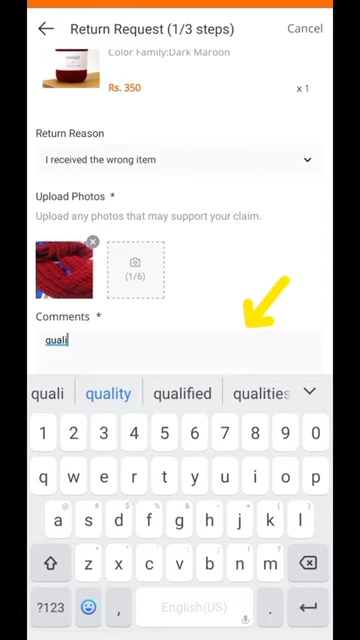 Return Request (1/3 steps) Cancel
Color Family:Dark Maroon
Rs. 350 x 1
Return Reason
I received the wrong item
Upload Photos *
Upload any photos that may support your claim.
(1/6)
Comments *
quali
quali quality qualified qualities
1 2 3 4 5 6 7 8 9 0
q w e r t y u i o p
@ # $ _ & - + ( )
a s d f g h j k l
* " ' : ; ! ?
z x c v b n m
?123 , English(US) .